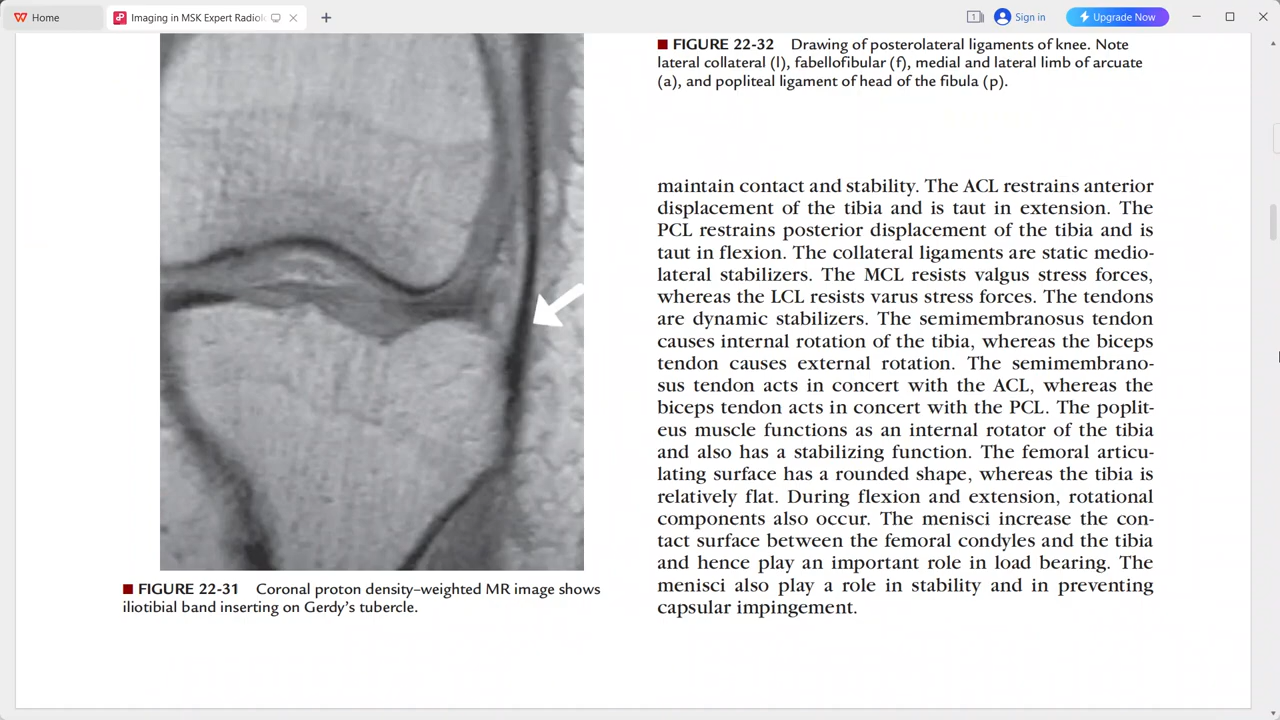 Home
Imaging in MSK Expert Radiolo
1
Sign in
Upgrade Now
■ FIGURE 22-31 Coronal proton density–weighted MR image shows
iliotibial band inserting on Gerdy's tubercle.
■ FIGURE 22-32 Drawing of posterolateral ligaments of knee. Note
lateral collateral (l), fabellofibular (f), medial and lateral limb of arcuate
(a), and popliteal ligament of head of the fibula (p).
maintain contact and stability. The ACL restrains anterior
displacement of the tibia and is taut in extension. The
PCL restrains posterior displacement of the tibia and is
taut in flexion. The collateral ligaments are static medio-
lateral stabilizers. The MCL resists valgus stress forces,
whereas the LCL resists varus stress forces. The tendons
are dynamic stabilizers. The semimembranosus tendon
causes internal rotation of the tibia, whereas the biceps
tendon causes external rotation. The semimembrano-
sus tendon acts in concert with the ACL, whereas the
biceps tendon acts in concert with the PCL. The poplit-
eus muscle functions as an internal rotator of the tibia
and also has a stabilizing function. The femoral articu-
lating surface has a rounded shape, whereas the tibia is
relatively flat. During flexion and extension, rotational
components also occur. The menisci increase the con-
tact surface between the femoral condyles and the tibia
and hence play an important role in load bearing. The
menisci also play a role in stability and in preventing
capsular impingement.